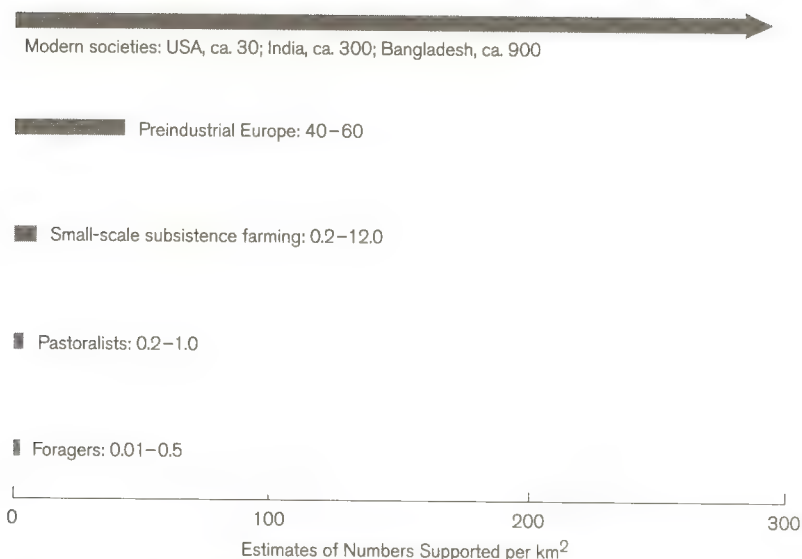 Modern societies: USA, ca. 30; India, ca. 300; Bangladesh, ca. 900
Preindustrial Europe: 40–60
Small-scale subsistence farming: 0.2–12.0
Pastoralists: 0.2–1.0
Foragers: 0.01–0.5
0 100 200 300
Estimates of Numbers Supported per km²